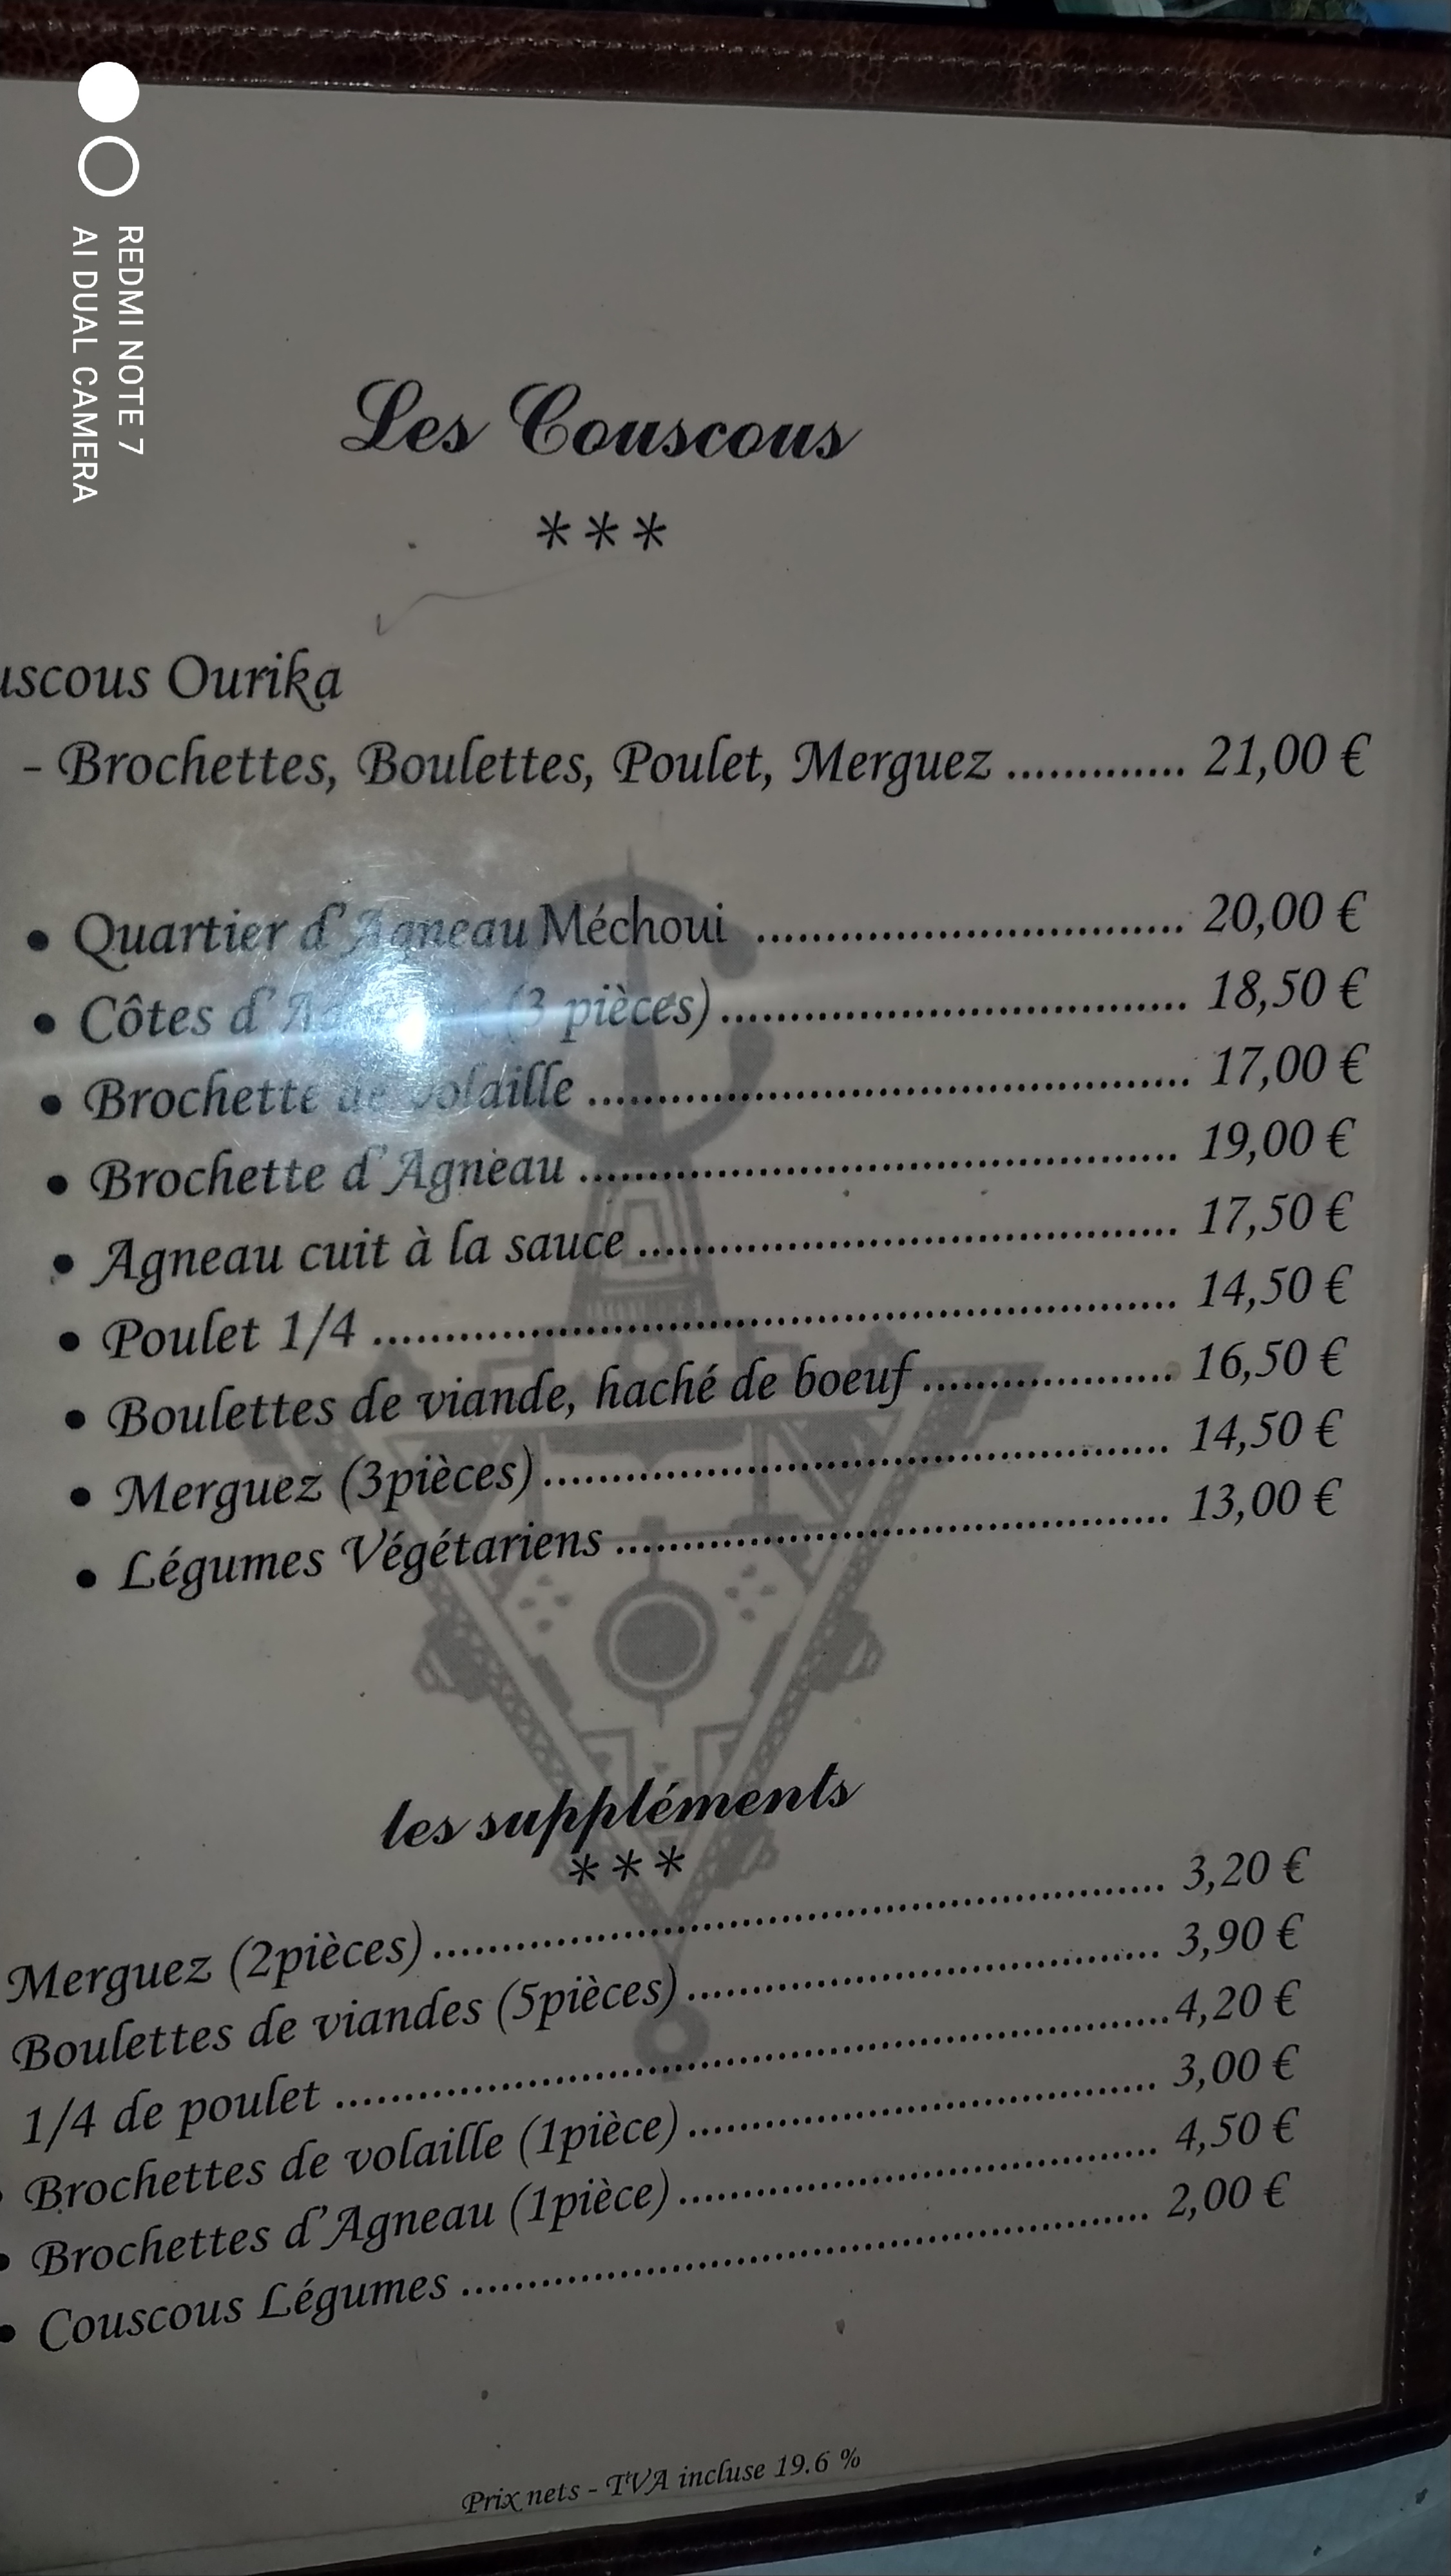 REDMI NOTE 7
AI DUAL CAMERA
Les Couscous
***
uscous Ourika
- Brochettes, Boulettes, Poulet, Merguez ............. 21,00 €
• Quartier d'Agneau Méchoui ............................... 20,00 €
• Côtes d' (3 pièces) .................................. 18,50 €
• Brochette de volaille ........................................... 17,00 €
• Brochette d'Agneau ........................................... 19,00 €
• Agneau cuit à la sauce ....................................... 17,50 €
• Poulet 1/4 .......................................................... 14,50 €
• Boulettes de viande, haché de boeuf .................. 16,50 €
• Merguez (3pièces) ............................................. 14,50 €
• Légumes Végétariens ........................................ 13,00 €
les suppléments
***
Merguez (2pièces) ..................................................... 3,20 €
Boulettes de viandes (5pièces) .................................. 3,90 €
1/4 de poulet ............................................................4,20 €
• Brochettes de volaille (1pièce) .................................. 3,00 €
• Brochettes d'Agneau (1pièce) ................................... 4,50 €
• Couscous Légumes .................................................. 2,00 €
Prix nets - TVA incluse 19.6 %